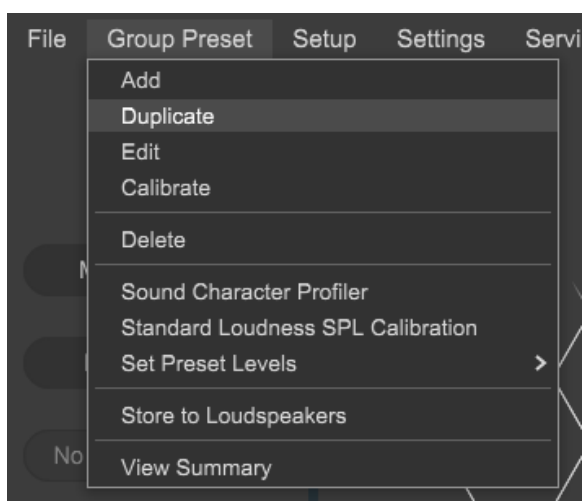 File Group Preset Setup Settings
Add
Duplicate
Edit
Calibrate
Delete
Sound Character Profiler
Standard Loudness SPL Calibration
Set Preset Levels
Store to Loudspeakers
No
View Summary